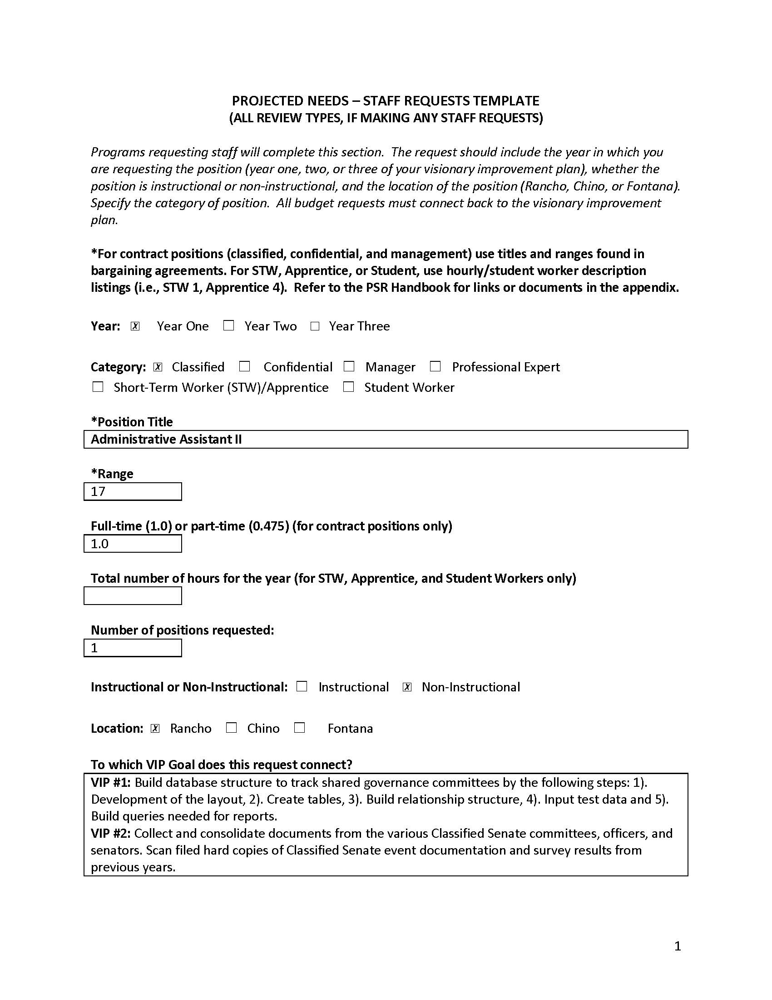 PROJECTED NEEDS – STAFF REQUESTS TEMPLATE
(ALL REVIEW TYPES, IF MAKING ANY STAFF REQUESTS)
Programs requesting staff will complete this section.  The request should include the year in which you
are requesting the position (year one, two, or three of your visionary improvement plan), whether the
position is instructional or non-instructional, and the location of the position (Rancho, Chino, or Fontana).
Specify the category of position.  All budget requests must connect back to the visionary improvement
plan.
*For contract positions (classified, confidential, and management) use titles and ranges found in
bargaining agreements. For STW, Apprentice, or Student, use hourly/student worker description
listings (i.e., STW 1, Apprentice 4).  Refer to the PSR Handbook for links or documents in the appendix.
Year: ☒ Year One ☐ Year Two ☐ Year Three
Category: ☒ Classified ☐ Confidential ☐ Manager ☐ Professional Expert
☐ Short-Term Worker (STW)/Apprentice ☐ Student Worker
*Position Title
Administrative Assistant II
*Range
17
Full-time (1.0) or part-time (0.475) (for contract positions only)
1.0
Total number of hours for the year (for STW, Apprentice, and Student Workers only)
Number of positions requested:
1
Instructional or Non-Instructional: ☐ Instructional ☒ Non-Instructional
Location: ☒ Rancho ☐ Chino ☐ Fontana
To which VIP Goal does this request connect?
VIP #1: Build database structure to track shared governance committees by the following steps: 1).
Development of the layout, 2). Create tables, 3). Build relationship structure, 4). Input test data and 5).
Build queries needed for reports.
VIP #2: Collect and consolidate documents from the various Classified Senate committees, officers, and
senators. Scan filed hard copies of Classified Senate event documentation and survey results from
previous years.
1